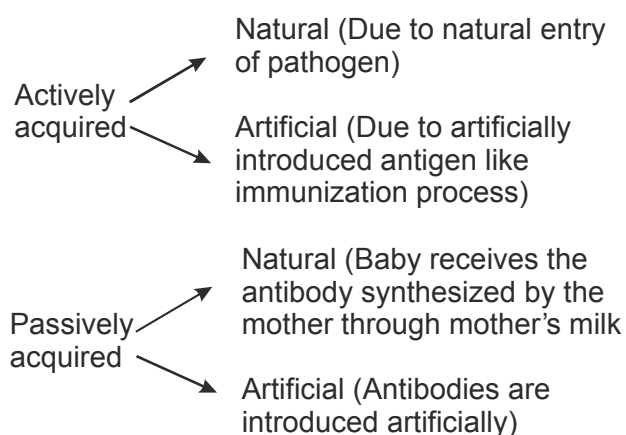 Natural (Due to natural entry
of pathogen)
Actively
acquired
Artificial (Due to artificially
introduced antigen like
immunization process)
Natural (Baby receives the
antibody synthesized by the
mother through mother’s milk
Passively
acquired
Artificial (Antibodies are
introduced artificially)